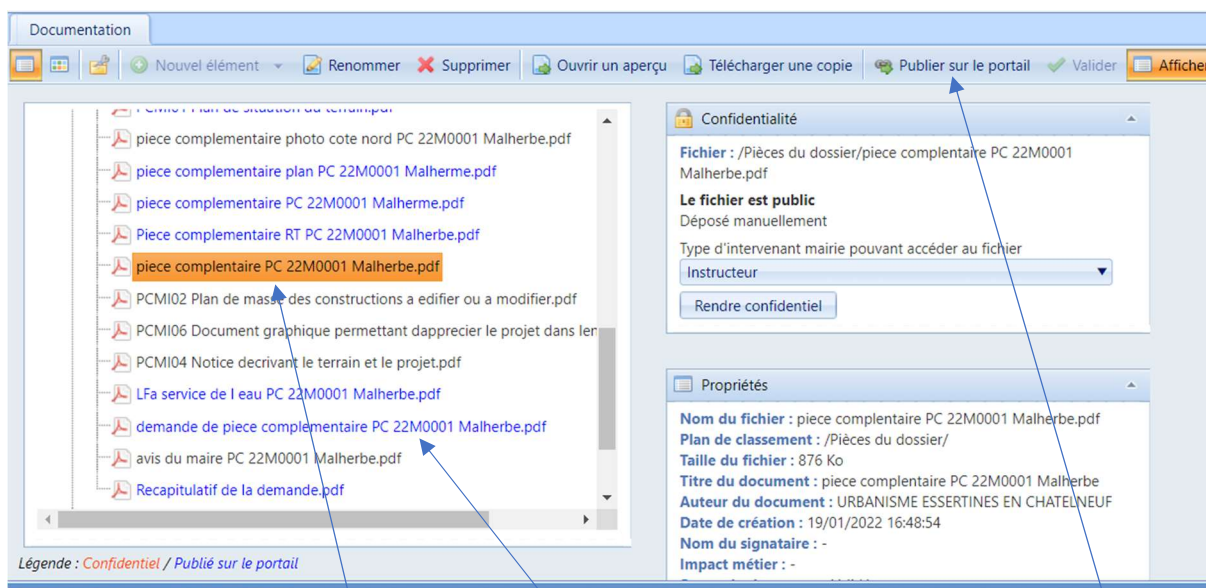 Documentation
Nouvel élément Renommer Supprimer Ouvrir un aperçu Télécharger une copie Publier sur le portail Valider Afficher
PCMI01 Plan de situation du terrain.pdf
piece complementaire photo cote nord PC 22M0001 Malherbe.pdf
piece complementaire plan PC 22M0001 Malherme.pdf
piece complementaire PC 22M0001 Malherme.pdf
Piece complementaire RT PC 22M0001 Malherbe.pdf
piece complentaire PC 22M0001 Malherbe.pdf
PCMI02 Plan de masse des constructions a edifier ou a modifier.pdf
PCMI06 Document graphique permettant dapprecier le projet dans
PCMI04 Notice decrivant le terrain et le projet.pdf
LFa service de l eau PC 22M0001 Malherbe.pdf
demande de piece complementaire PC 22M0001 Malherbe.pdf
avis du maire PC 22M0001 Malherbe.pdf
Recapitulatif de la demande.pdf
Légende : Confidentiel / Publié sur le portail
Confidentialité
Fichier : /Pièces du dossier/piece complentaire PC 22M0001
Malherbe.pdf
Le fichier est public
Déposé manuellement
Type d'intervenant mairie pouvant accéder au fichier
Instructeur
Rendre confidentiel
Propriétés
Nom du fichier : piece complentaire PC 22M0001 Malherbe.pdf
Plan de classement : /Pièces du dossier/
Taille du fichier : 876 Ko
Titre du document : piece complentaire PC 22M0001 Malherbe
Auteur du document : URBANISME ESSERTINES EN CHATELNEUF
Date de création : 19/01/2022 16:48:54
Nom du signataire : -
Impact métier : -